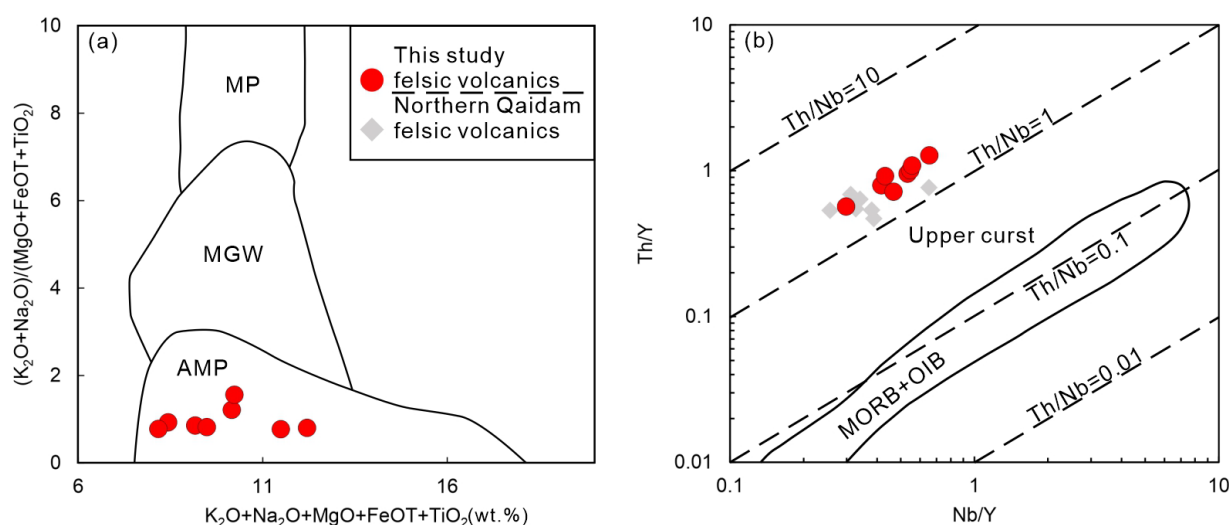 (a)
This study
felsic volcanics
Northern Qaidam
felsic volcanics
MP
MGW
AMP
10
8
6
4
2
0
6
11
16
(K₂O+Na₂O)/(MgO+FeOT+TiO₂)
K₂O+Na₂O+MgO+FeOT+TiO₂(wt.%)
(b)
Th/Nb=10
Th/Nb=1
Upper curst
Th/Nb=0.1
MORB+OIB
Th/Nb=0.01
10
1
0.1
0.01
0.1
1
10
Th/Y
Nb/Y